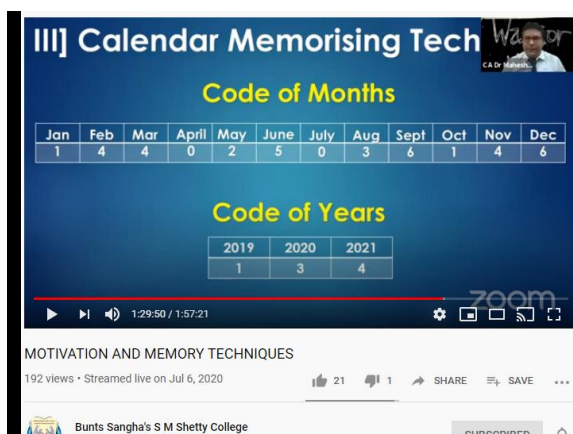 III] Calendar Memorising Tech
Warrior
CA Dr Mahesh...
Code of Months
Jan Feb Mar April May June July Aug Sept Oct Nov Dec
1 4 4 0 2 5 0 3 6 1 4 6
Code of Years
2019 2020 2021
1 3 4
zoom
1:29:50 / 1:57:21
MOTIVATION AND MEMORY TECHNIQUES
192 views • Streamed live on Jul 6, 2020 21 1 SHARE SAVE
Bunts Sangha's S M Shetty College
SUBSCRIBED